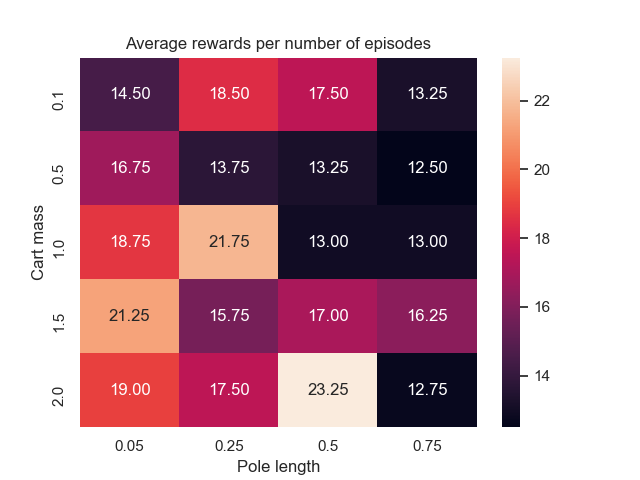 Average rewards per number of episodes
0.1 14.50 18.50 17.50 13.25
0.5 16.75 13.75 13.25 12.50
1.0 18.75 21.75 13.00 13.00
1.5 21.25 15.75 17.00 16.25
2.0 19.00 17.50 23.25 12.75
Cart mass
0.05 0.25 0.5 0.75
Pole length
22
20
18
16
14